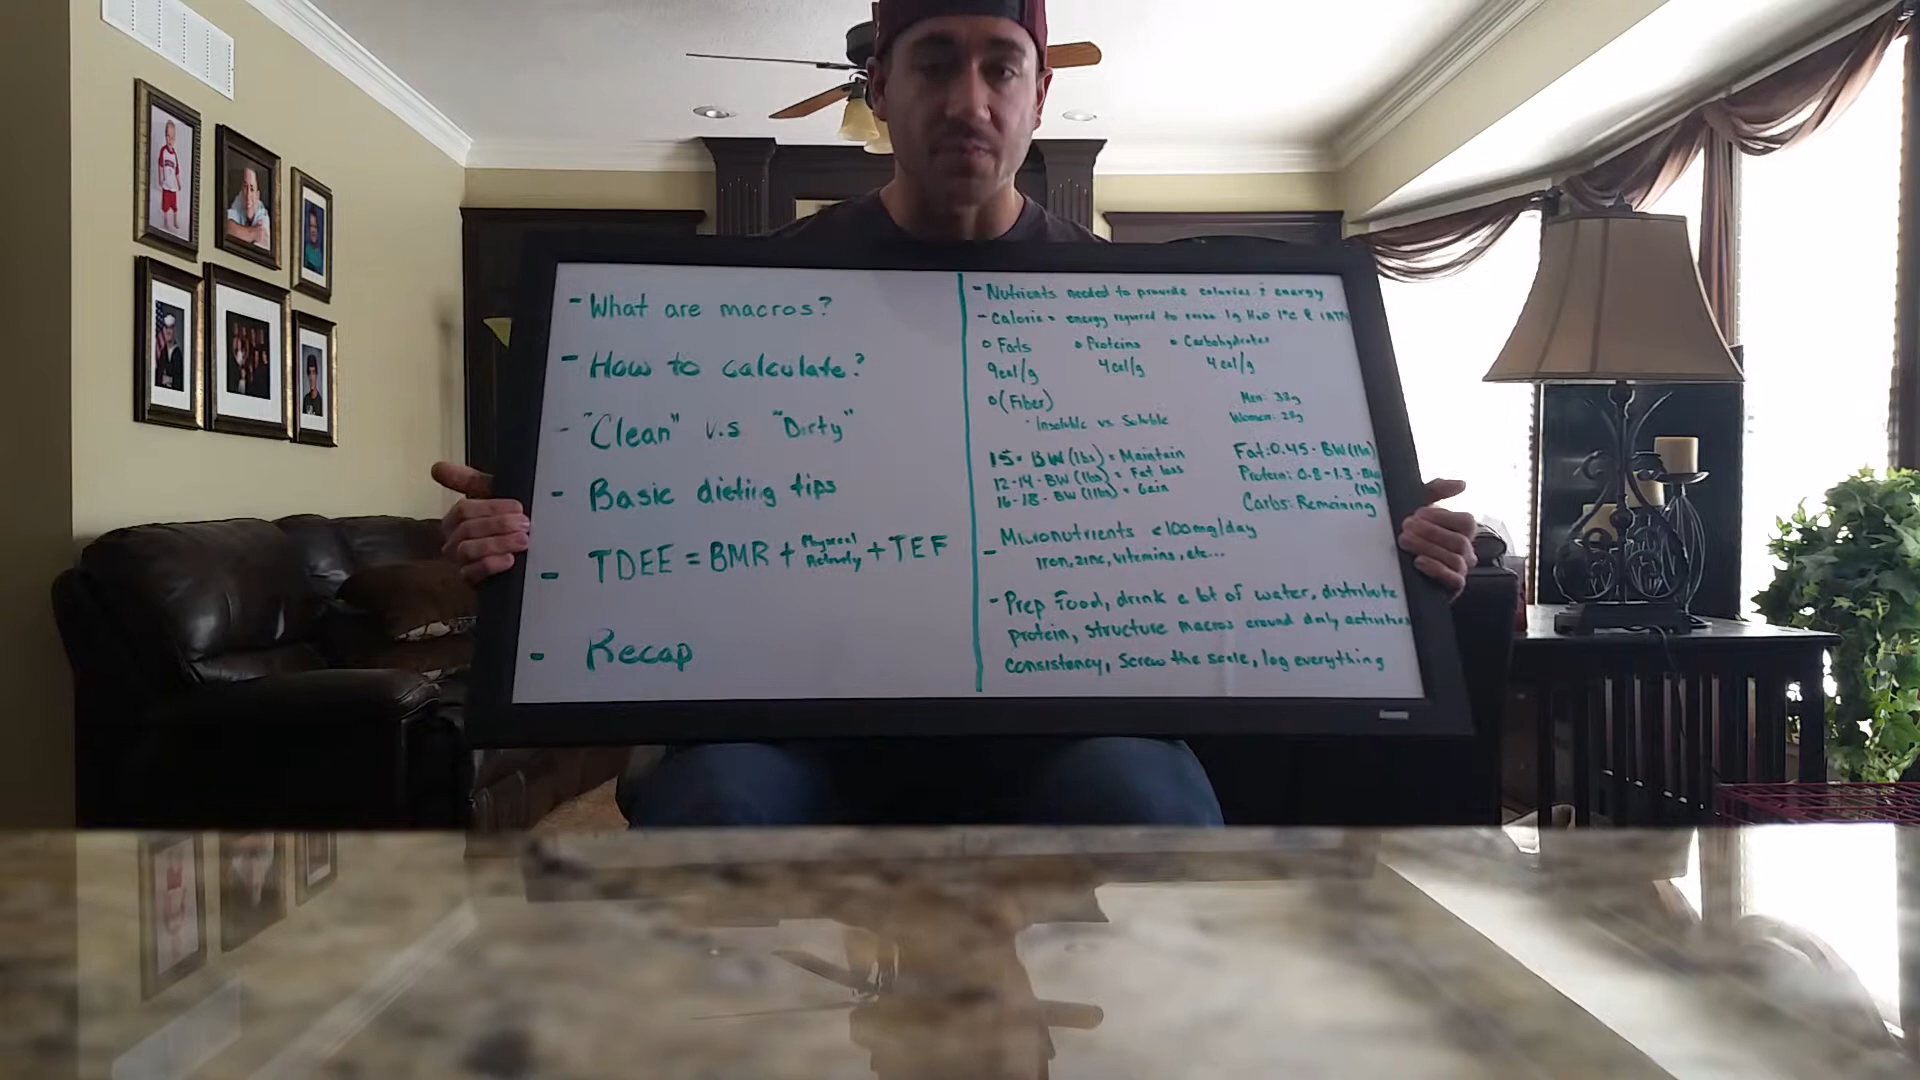 - What are macros?
- How to calculate?
- "Clean" v.s "Dirty"
- Basic dieting tips
- TDEE = BMR + Physical Activity + TEF
- Recap
- Nutrients needed to provide calories & energy
- Calorie = energy required to raise 1g H2O 1°c @ 1 ATM
o Fats o Proteins o Carbohydrates
9cal/g 4cal/g 4cal/g
o (Fiber) Men: 38g
Women: 28g
· Insoluble vs. Soluble
15 · BW (lbs) = Maintain
12-14 · BW (lbs) = Fat loss
16-18 · BW (lbs) = Gain
Fat: 0.45 · BW (lbs)
Protein: 0.8-1.3 · BW (lbs)
Carbs: Remaining
- Micronutrients <100mg/day
Iron, zinc, vitamins, etc...
- Prep food, drink a lot of water, distribute
protein, structure macros around daily activities
consistency, screw the scale, log everything